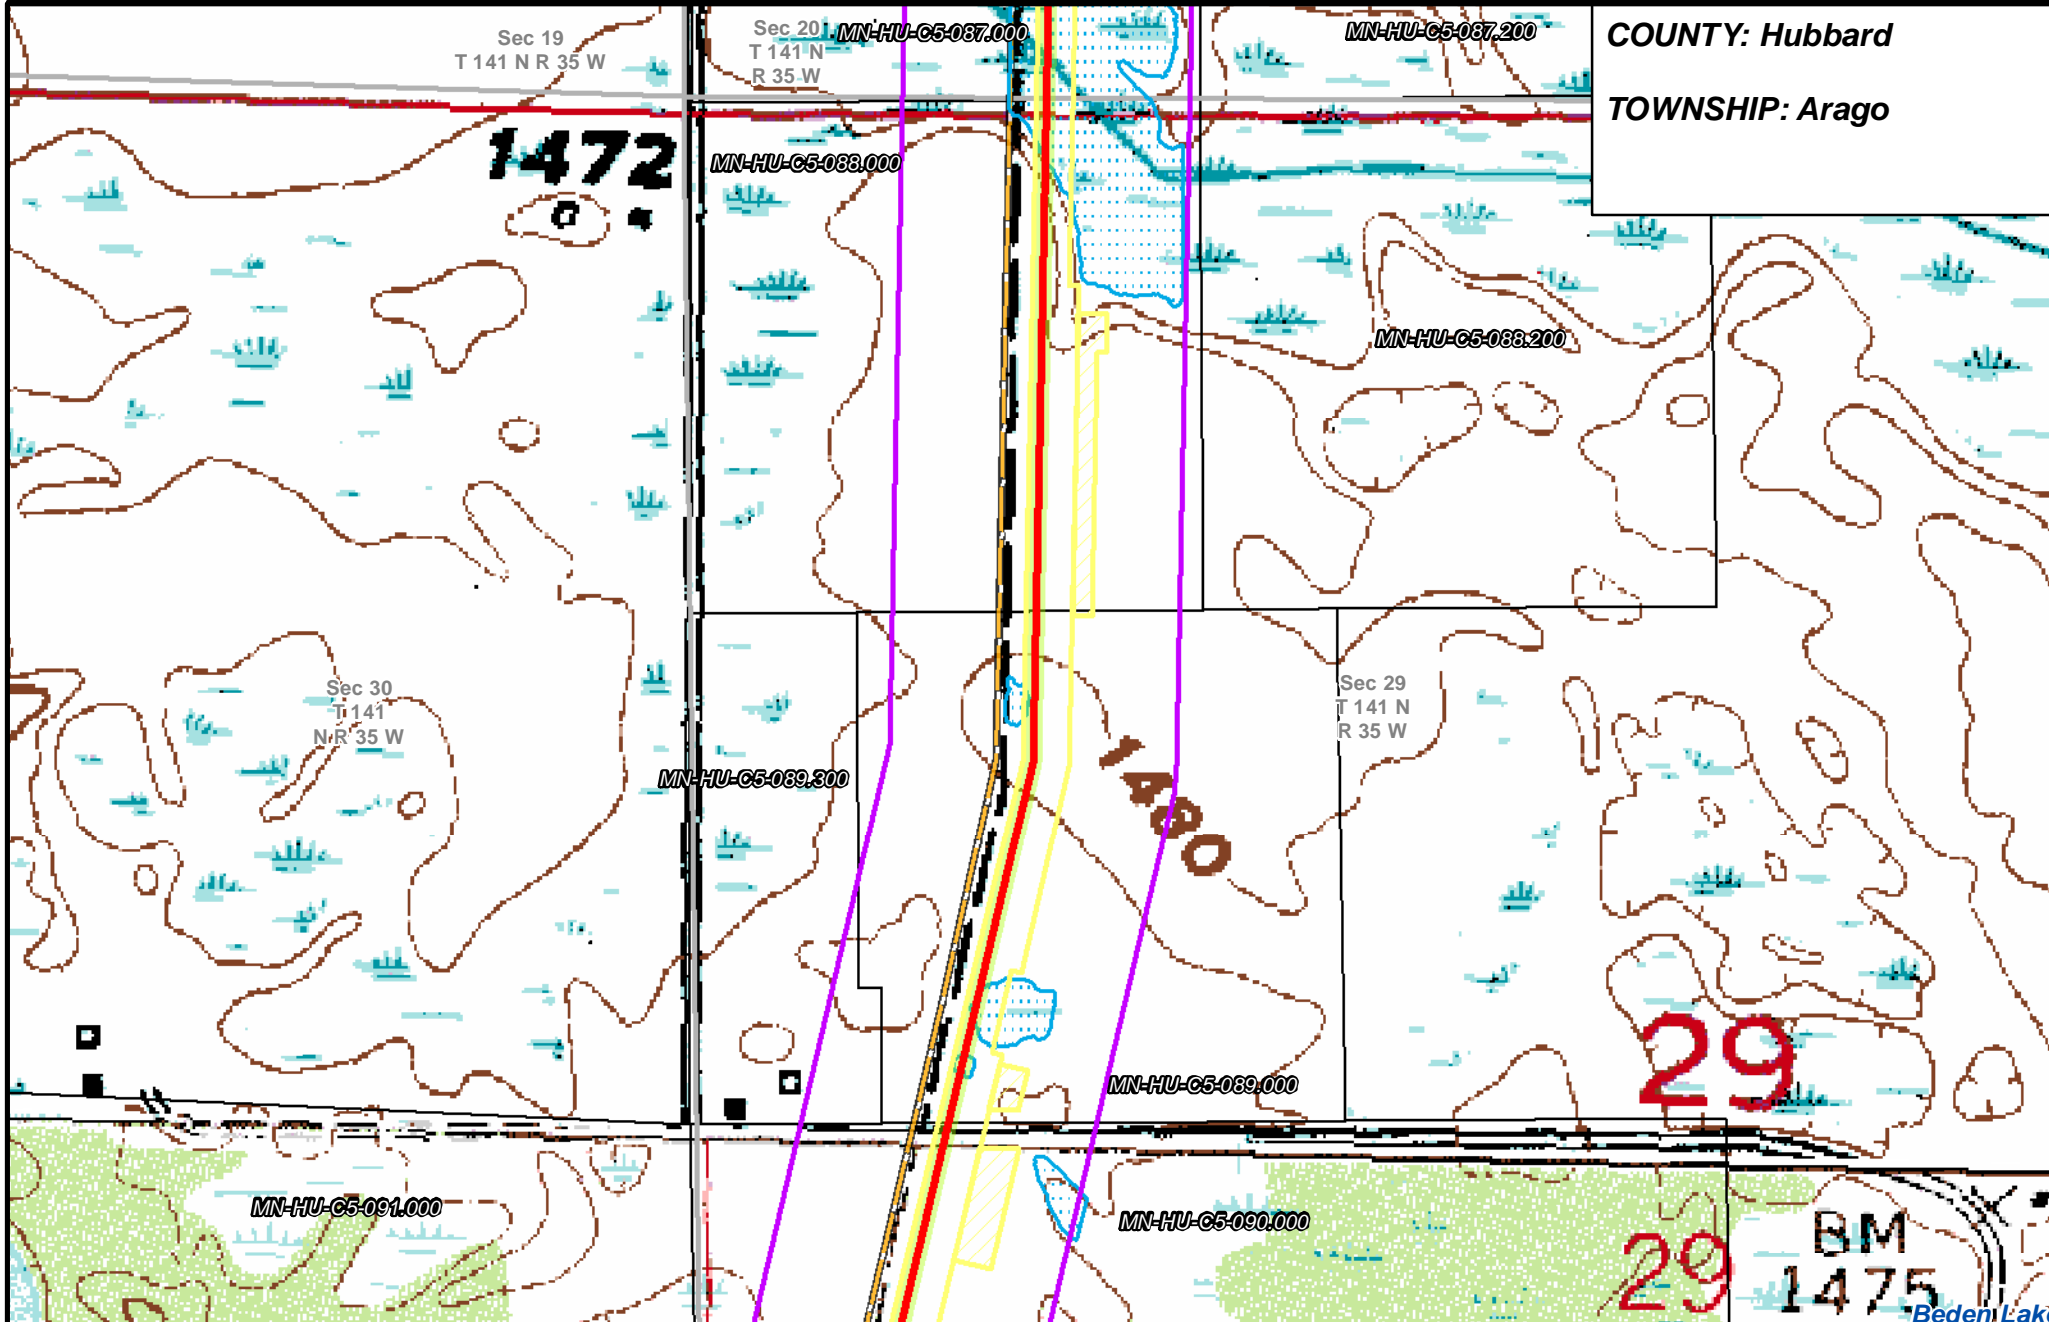 COUNTY: Hubbard
TOWNSHIP: Arago
Sec 19
T 141 N R 35 W
Sec 20
T 141 N
R 35 W
MN-HU-C5-087.000
MN-HU-C5-087.200
1472
MN-HU-C5-088.000
MN-HU-C5-088.200
Sec 30
T 141
N R 35 W
Sec 29
T 141 N
R 35 W
MN-HU-C5-089.300
1480
29
MN-HU-C5-089.000
MN-HU-C5-091.000
MN-HU-C5-090.000
29
BM
1475
Beden Lake